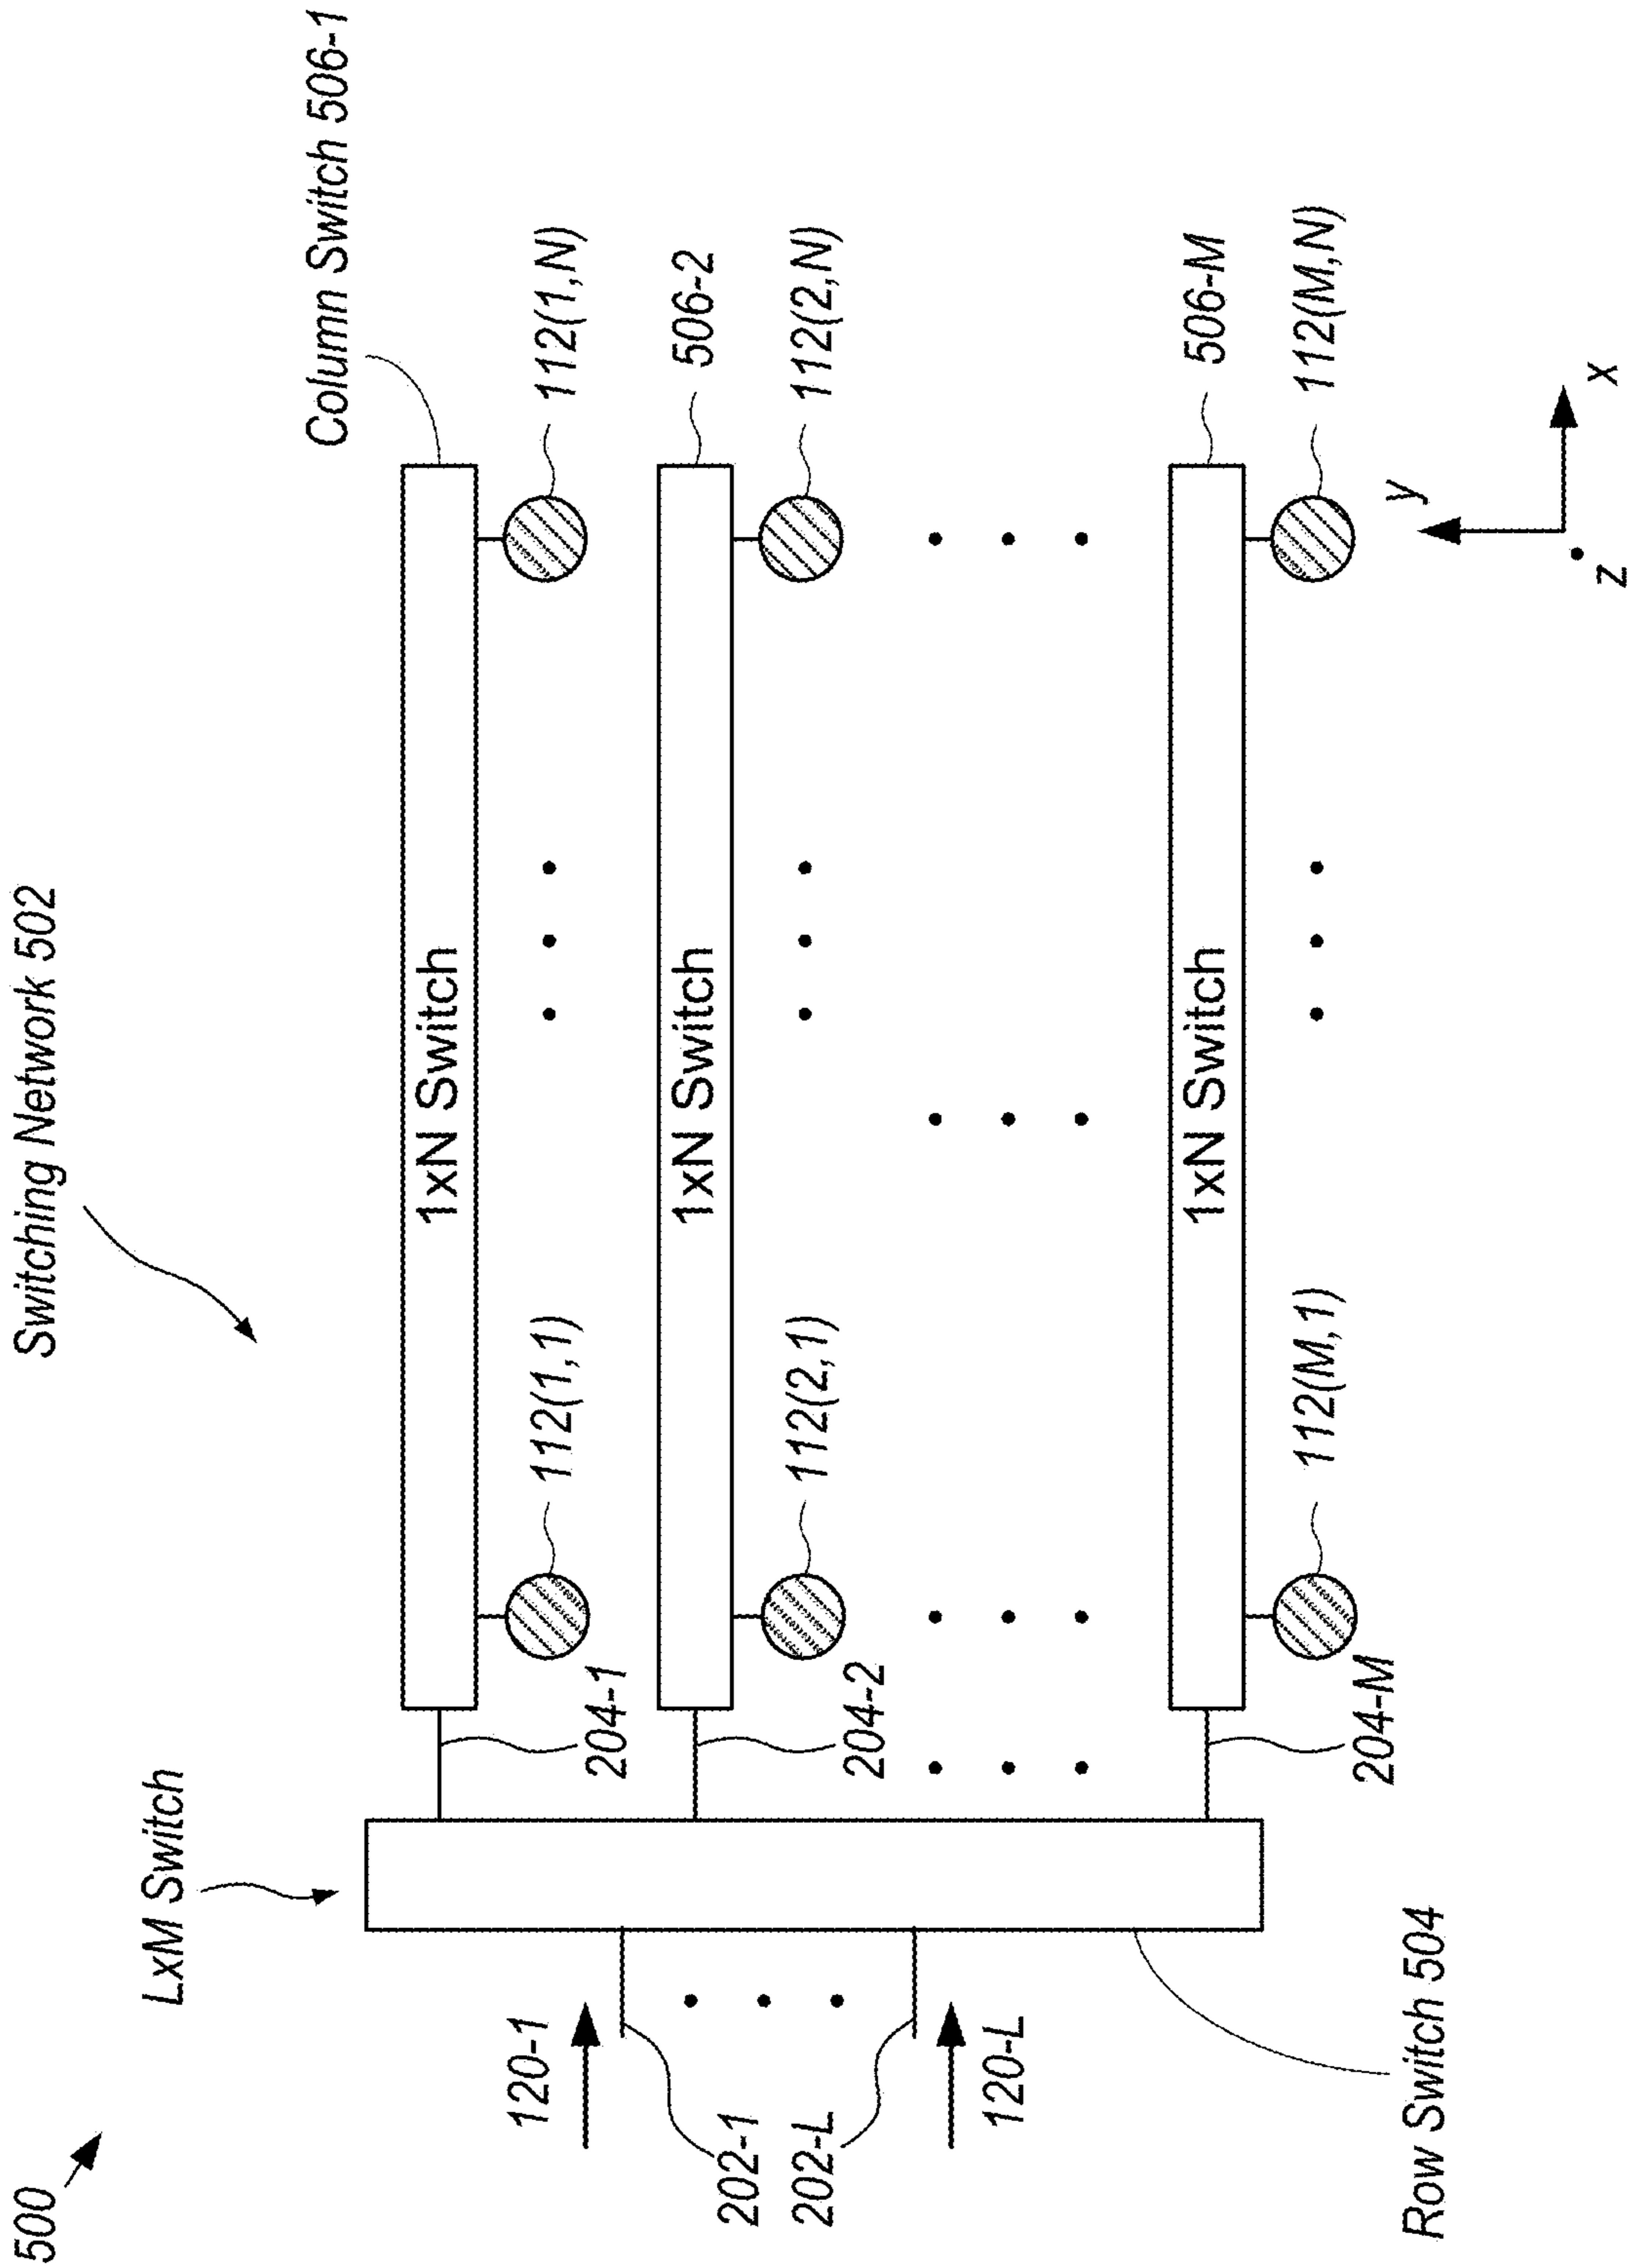 500
Switching Network 502
LxM Switch
Column Switch 506-1
1xN Switch
204-1
112(1,1)
112(1,N)
120-1
202-1
506-2
1xN Switch
204-2
112(2,1)
112(2,N)
202-L
120-L
506-M
1xN Switch
204-M
112(M,1)
112(M,N)
Row Switch 504
y
x
z